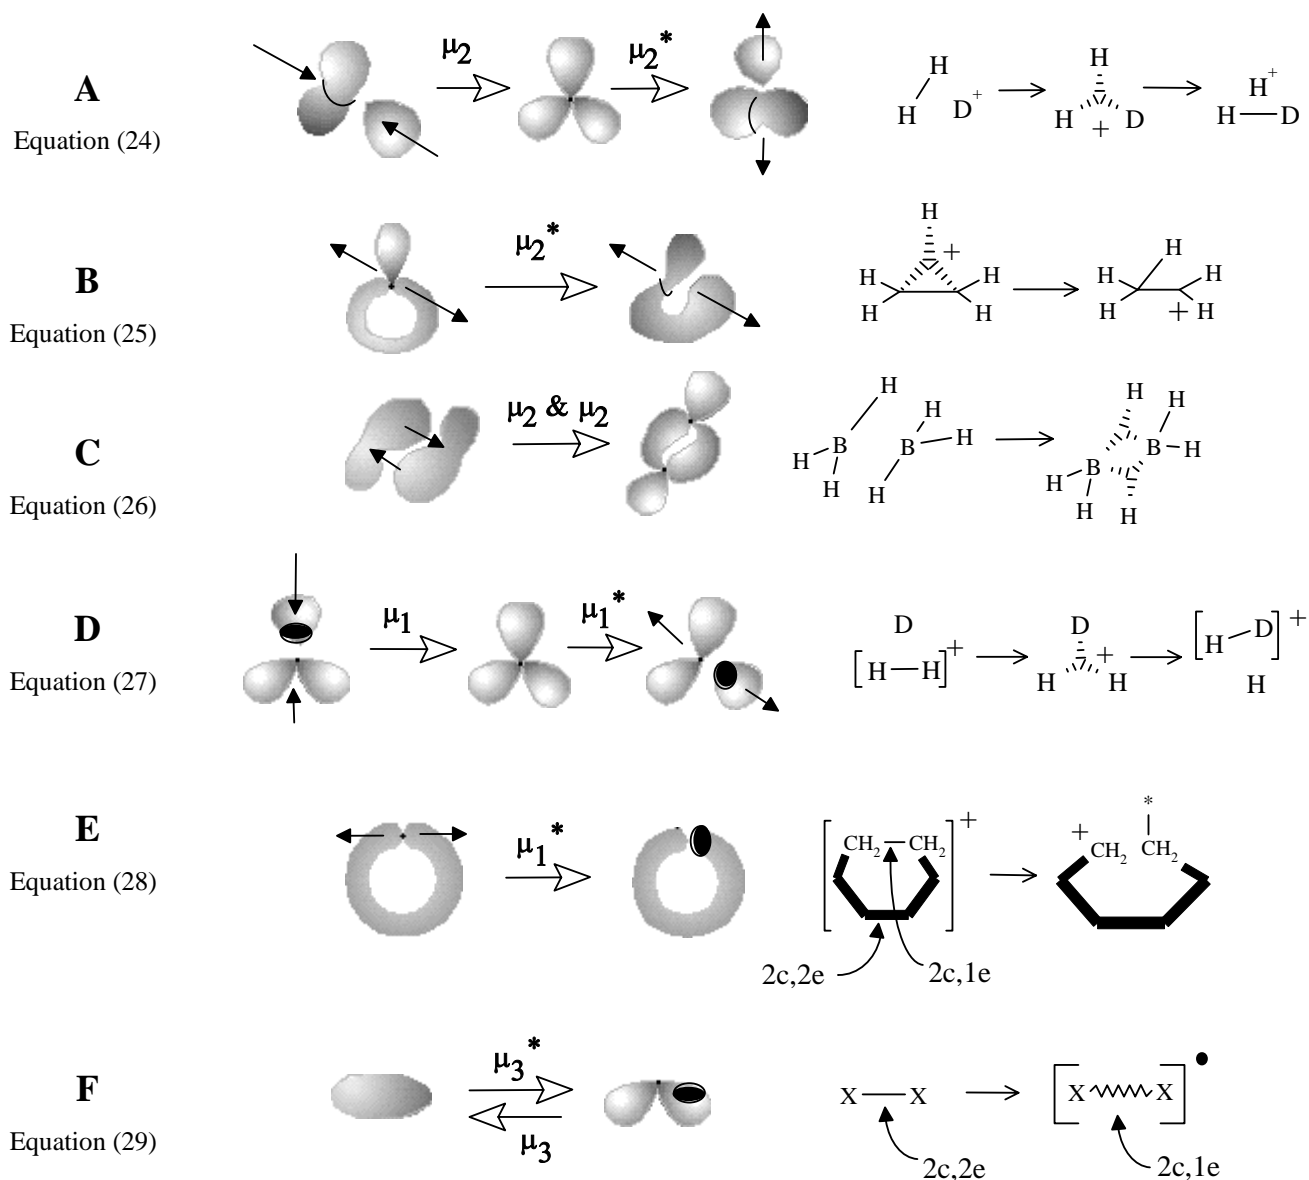 A
Equation (24)
μ2
μ2*
H
H
D+
H
H
D
+
H+
H
D
B
Equation (25)
μ2*
H
+
H
H
H
H
H
H
H
H
+
H
C
Equation (26)
μ2 & μ2
H
B
H
H
H
B
H
H
H
H
B
H
B
H
H
H
D
Equation (27)
μ1
μ1*
D
[H H]+
D
+
H
H
[H D]+
H
E
Equation (28)
μ1*
CH2
CH2
+
2c,2e
2c,1e
+
CH2
*
CH2
F
Equation (29)
μ3*
μ3
X
X
2c,2e
[X X]•
2c,1e